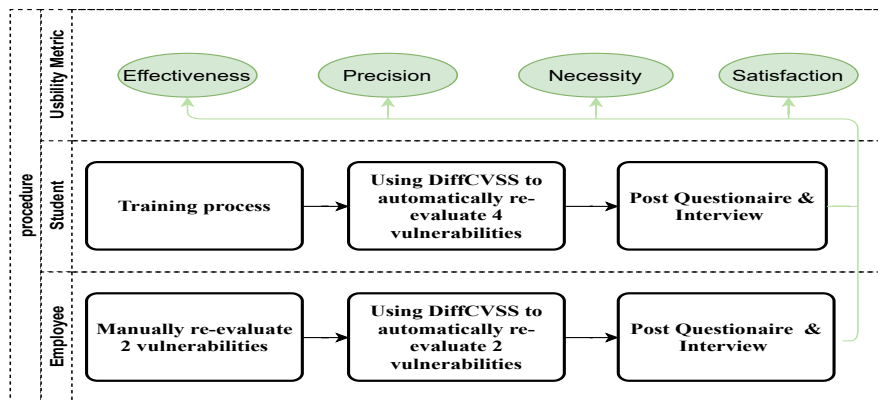 procedure
Usbility Metric
Effectiveness
Precision
Necessity
Satisfaction
Student
Training process
Using DiffCVSS to
automatically re-
evaluate 4
vulnerabilities
Post Questionaire &
Interview
Employee
Manually re-evaluate
2 vulnerabilities
Using DiffCVSS to
automatically re-
evaluate 2
vulnerabilities
Post Questionaire &
Interview